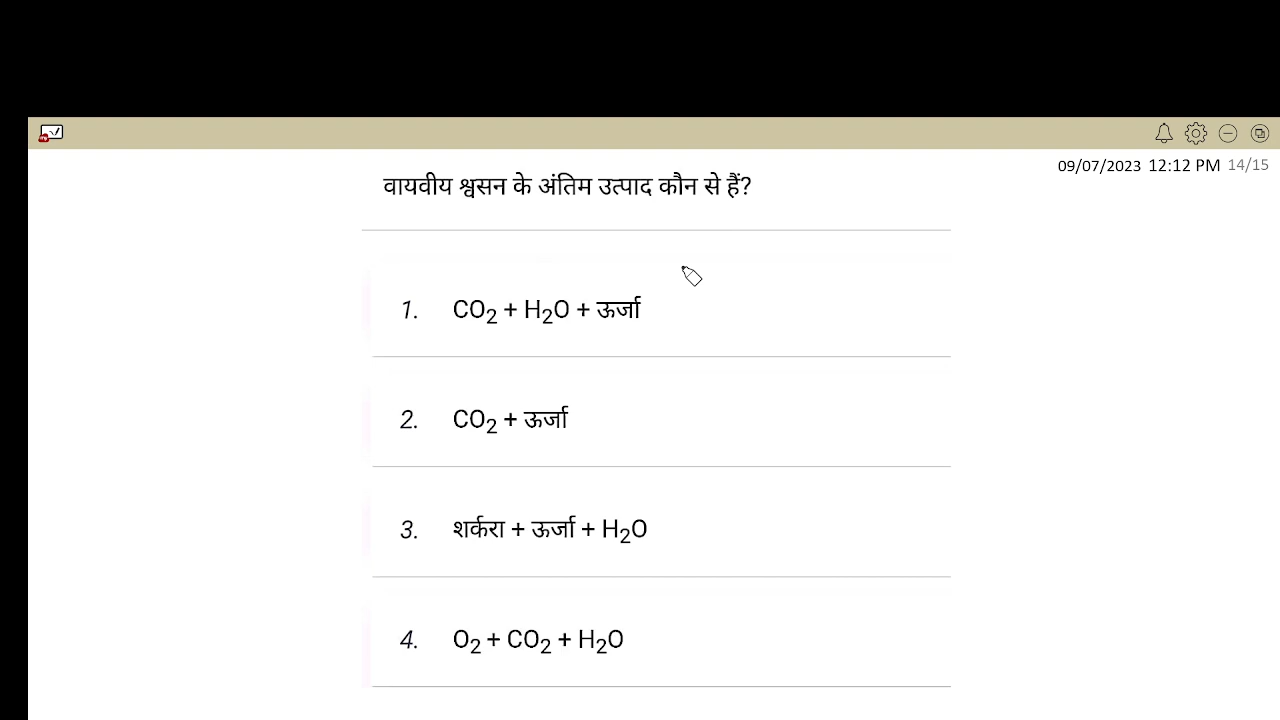 09/07/2023 12:12 PM 14/15
वायवीय श्वसन के अंतिम उत्पाद कौन से हैं?
1. CO₂ + H₂O + ऊर्जा
2. CO₂ + ऊर्जा
3. शर्करा + ऊर्जा + H₂O
4. O₂ + CO₂ + H₂O